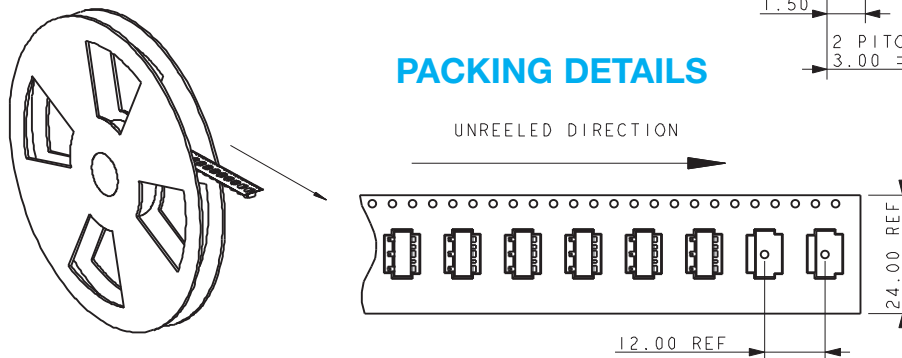 1.50
2 PITC
3.00 =
PACKING DETAILS
UNREELED DIRECTION
24.00 REF
12.00 REF